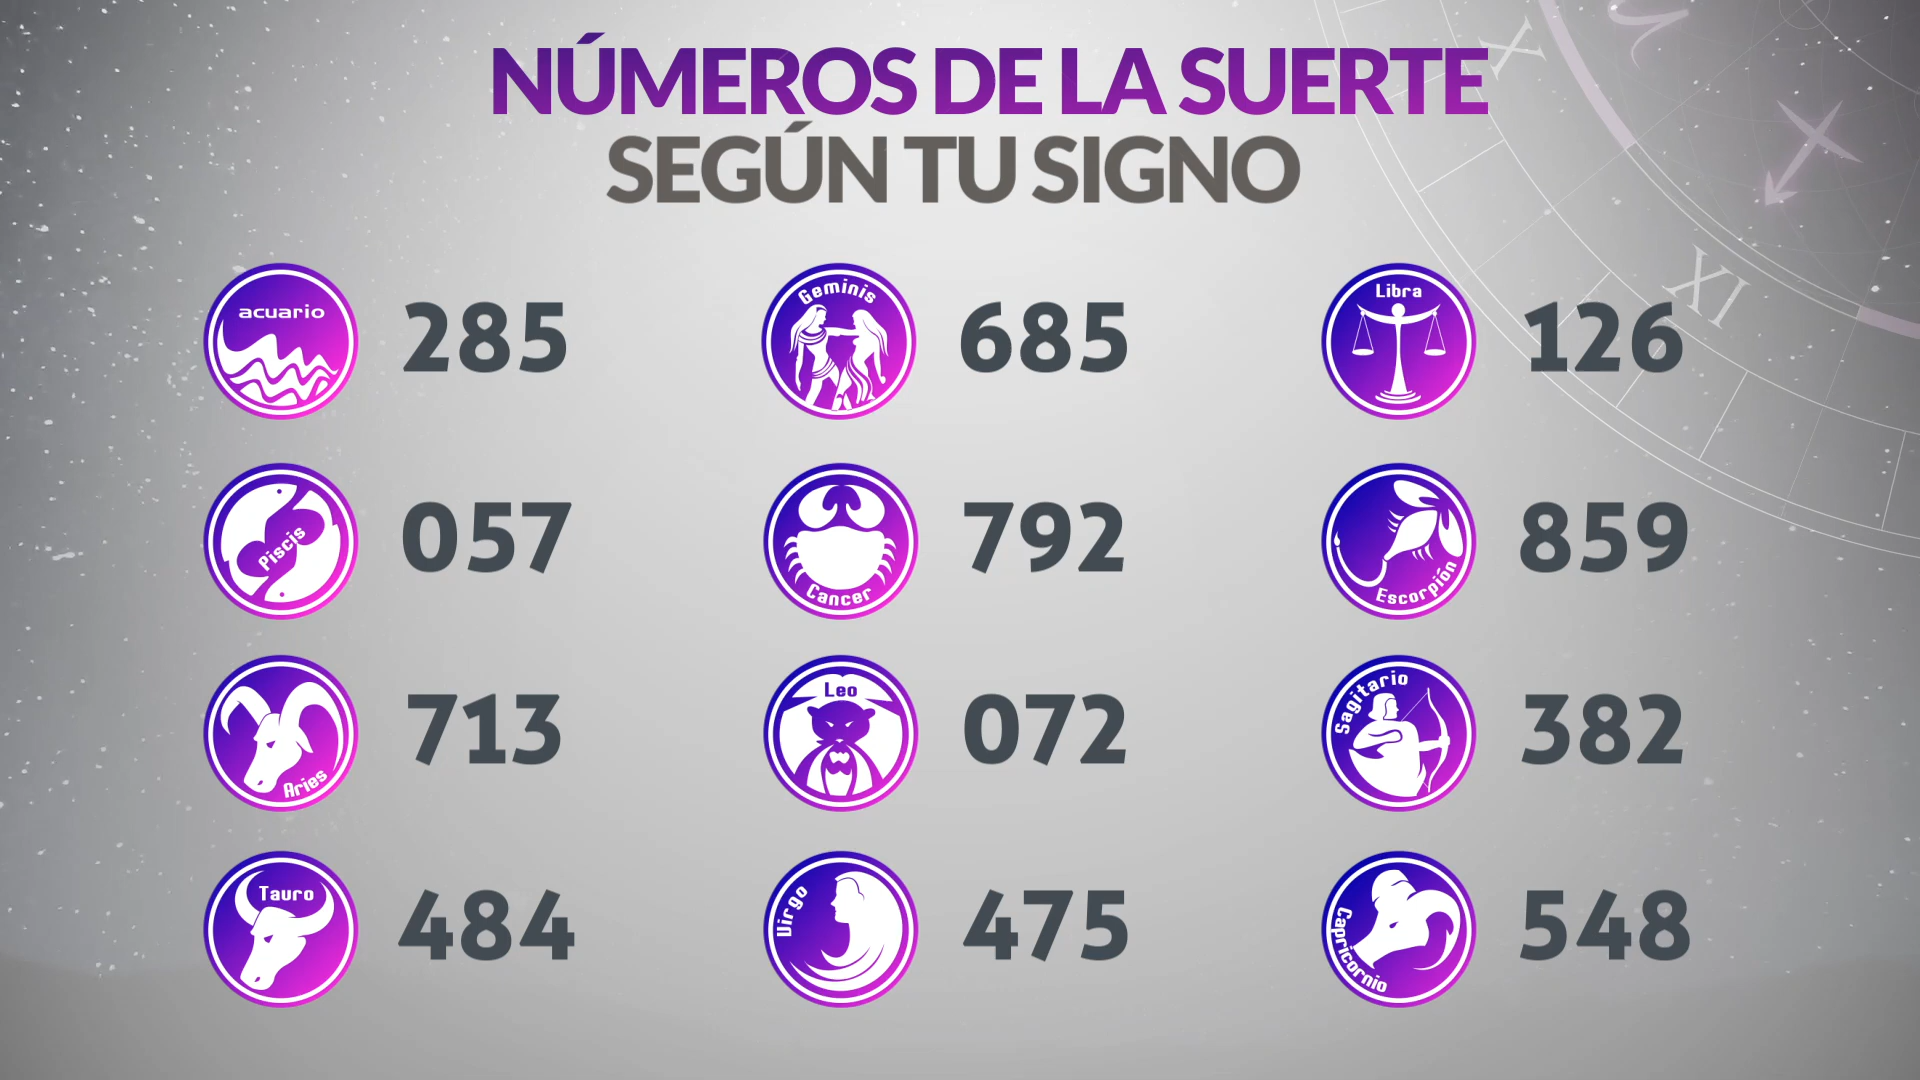 NÚMEROS DE LA SUERTE
SEGÚN TU SIGNO
acuario 285
Geminis 685
Libra 126
Piscis 057
Cancer 792
Escorpión 859
Aries 713
Leo 072
Sagitario 382
Tauro 484
Virgo 475
Capricornio 548
X
XI